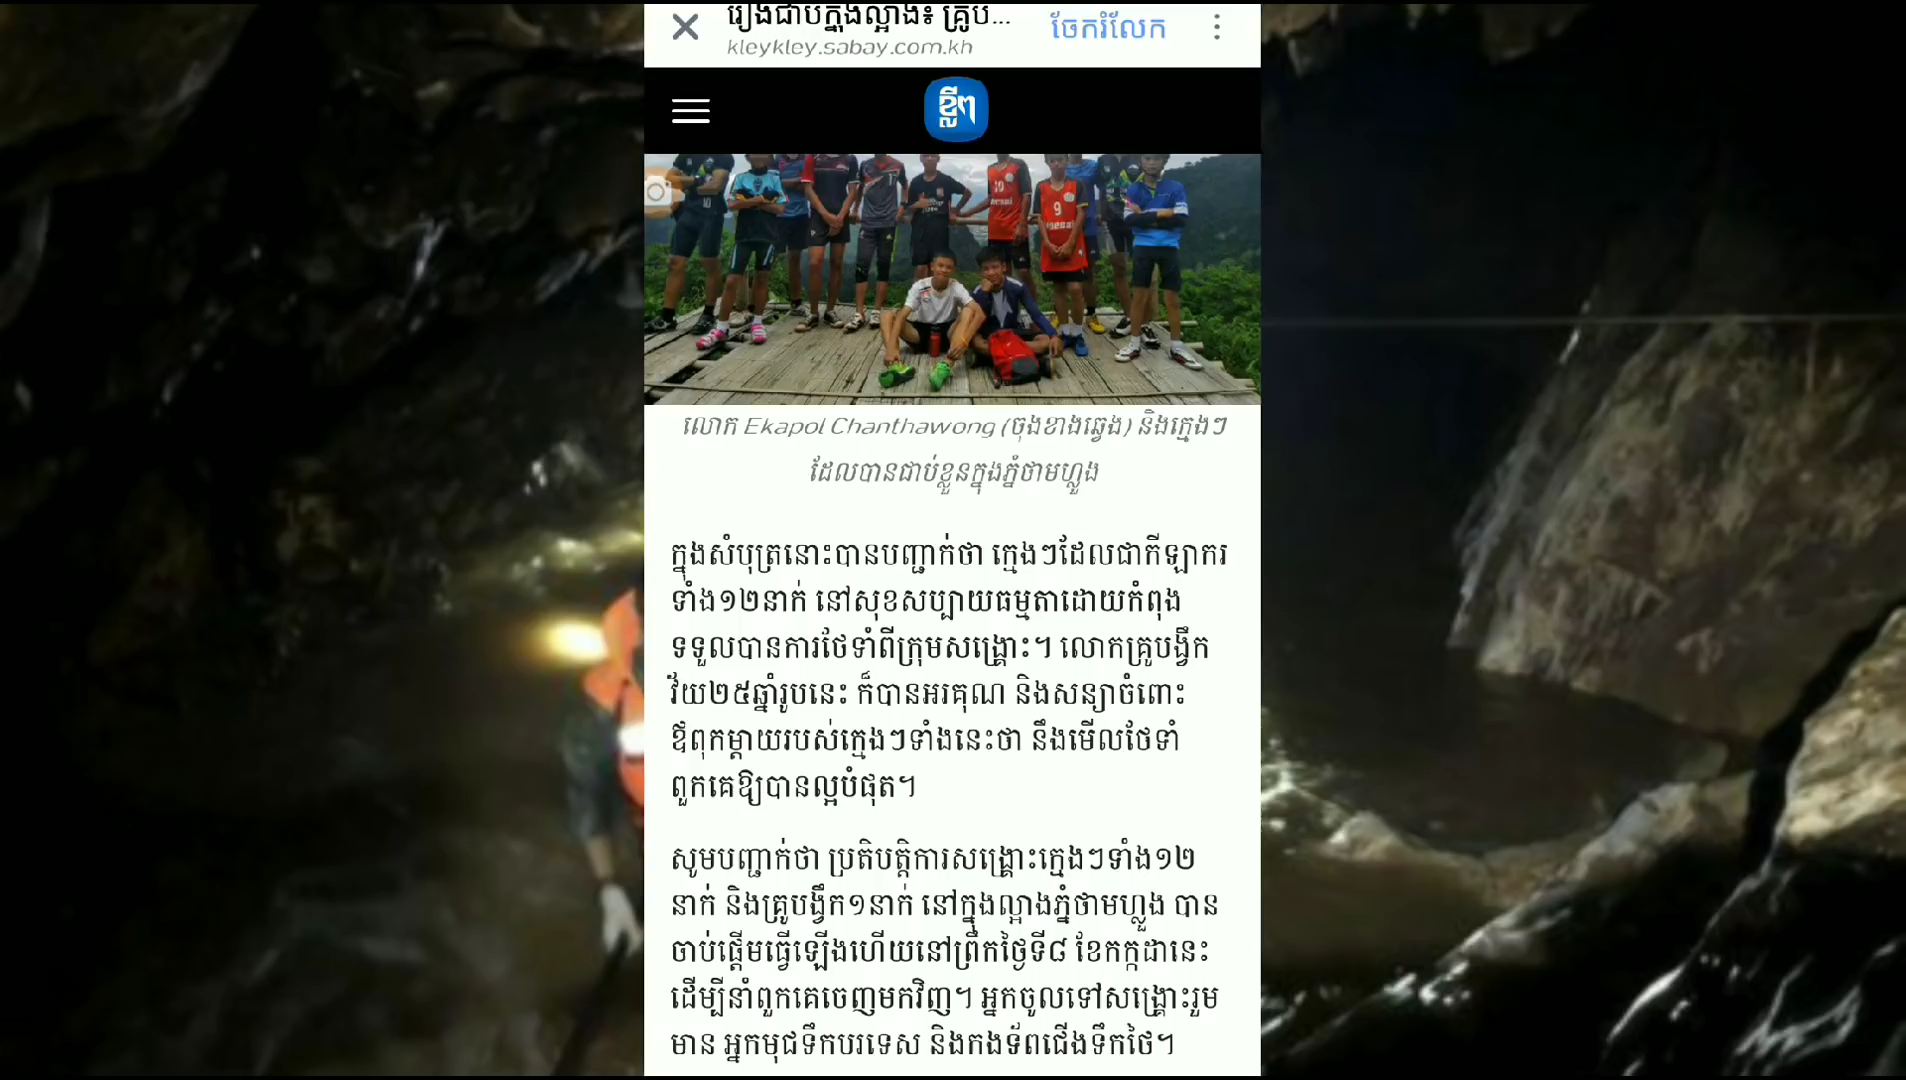 រឿងជាប់ក្នុងល្អាង៖ គ្រូប...
ចែករំលែក
kleykley.sabay.com.kh
ខ្លីៗ
លោក Ekapol Chanthawong (ចុងខាងឆ្វេង) និងក្មេងៗ
ដែលបានជាប់ខ្លួនក្នុងភ្នំថាមហ្លួង
ក្នុងសំបុត្រនោះបានបញ្ជាក់ថា ក្មេងៗដែលជាកីឡាករ
ទាំង១២នាក់ នៅសុខសប្បាយធម្មតាដោយកំពុង
ទទួលបានការថែទាំពីក្រុមសង្គ្រោះ។ លោកគ្រូបង្វឹក
វ័យ២៥ឆ្នាំរូបនេះ ក៏បានអរគុណ និងសន្យាចំពោះ
ឪពុកម្ដាយរបស់ក្មេងៗទាំងនេះថា នឹងមើលថែទាំ
ពួកគេឱ្យបានល្អបំផុត។
សូមបញ្ជាក់ថា ប្រតិបត្តិការសង្គ្រោះក្មេងៗទាំង១២
នាក់ និងគ្រូបង្វឹក១នាក់ នៅក្នុងល្អាងភ្នំថាមហ្លួង បាន
ចាប់ផ្ដើមធ្វើឡើងហើយនៅព្រឹកថ្ងៃទី៨ ខែកក្កដានេះ
ដើម្បីនាំពួកគេចេញមកវិញ។ អ្នកចូលទៅសង្គ្រោះរួម
មាន អ្នកមុជទឹកបរទេស និងកងទ័ពជើងទឹកថៃ។